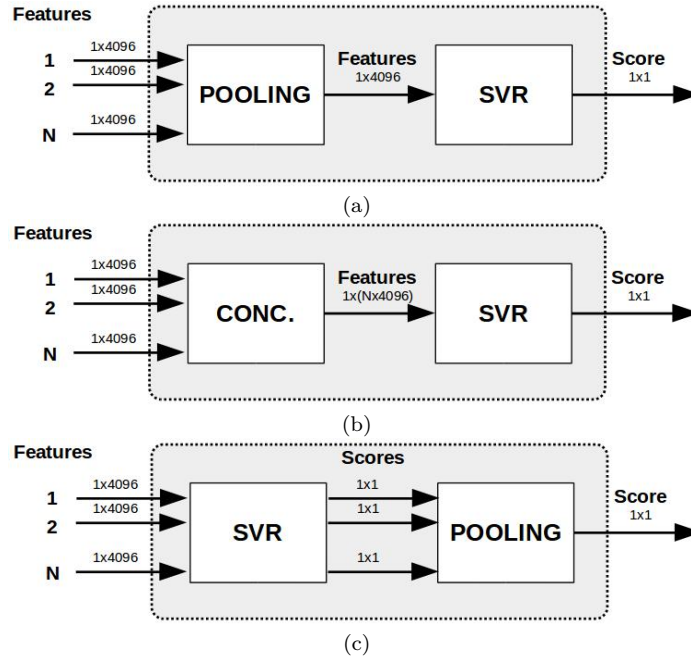 Features
1 1x4096
2 1x4096
N 1x4096
POOLING
Features
1x4096
SVR
Score
1x1
(a)
Features
1 1x4096
2 1x4096
N 1x4096
CONC.
Features
1x(Nx4096)
SVR
Score
1x1
(b)
Features
1 1x4096
2 1x4096
N 1x4096
SVR
Scores
1x1
1x1
1x1
POOLING
Score
1x1
(c)